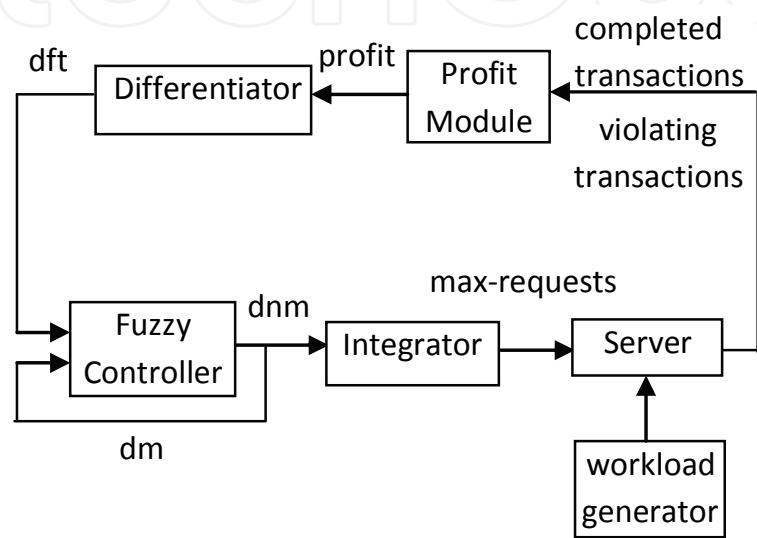 completed
transactions
dft
profit
Differentiator
Profit
Module
violating
transactions
max-requests
dnm
Fuzzy
Controller
Integrator
Server
dm
workload
generator